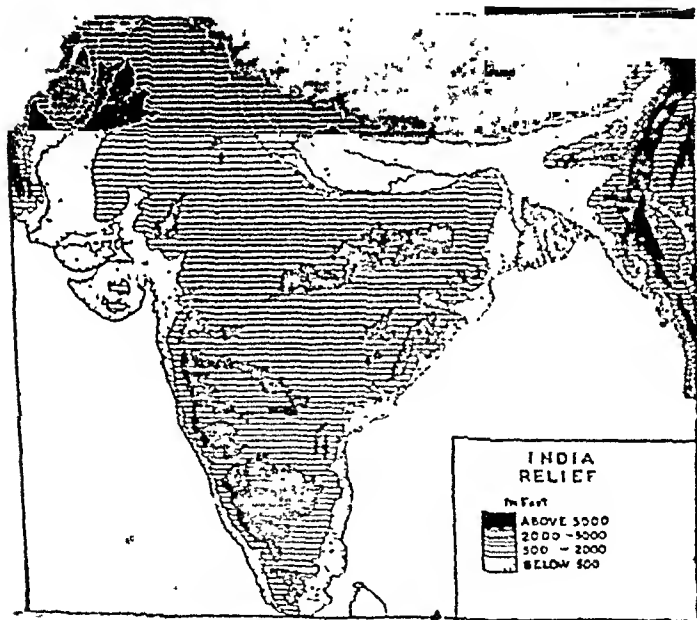 INDIA
RELIEF
In Feet
ABOVE 5000
2000 - 5000
500 - 2000
BELOW 500